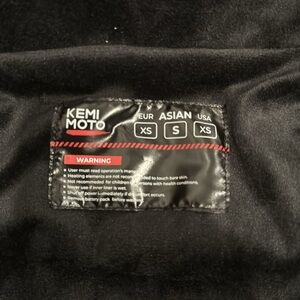 KEMI MOTO
EUR ASIAN USA
XS S XS
WARNING
User must read operation manual
Heating elements are not recommended to touch bare skin.
Not recommended for children or persons with health conditions.
Never use if inner liner is wet.
Shut off power immediately if discomfort occurs.
Remove battery pack before washing